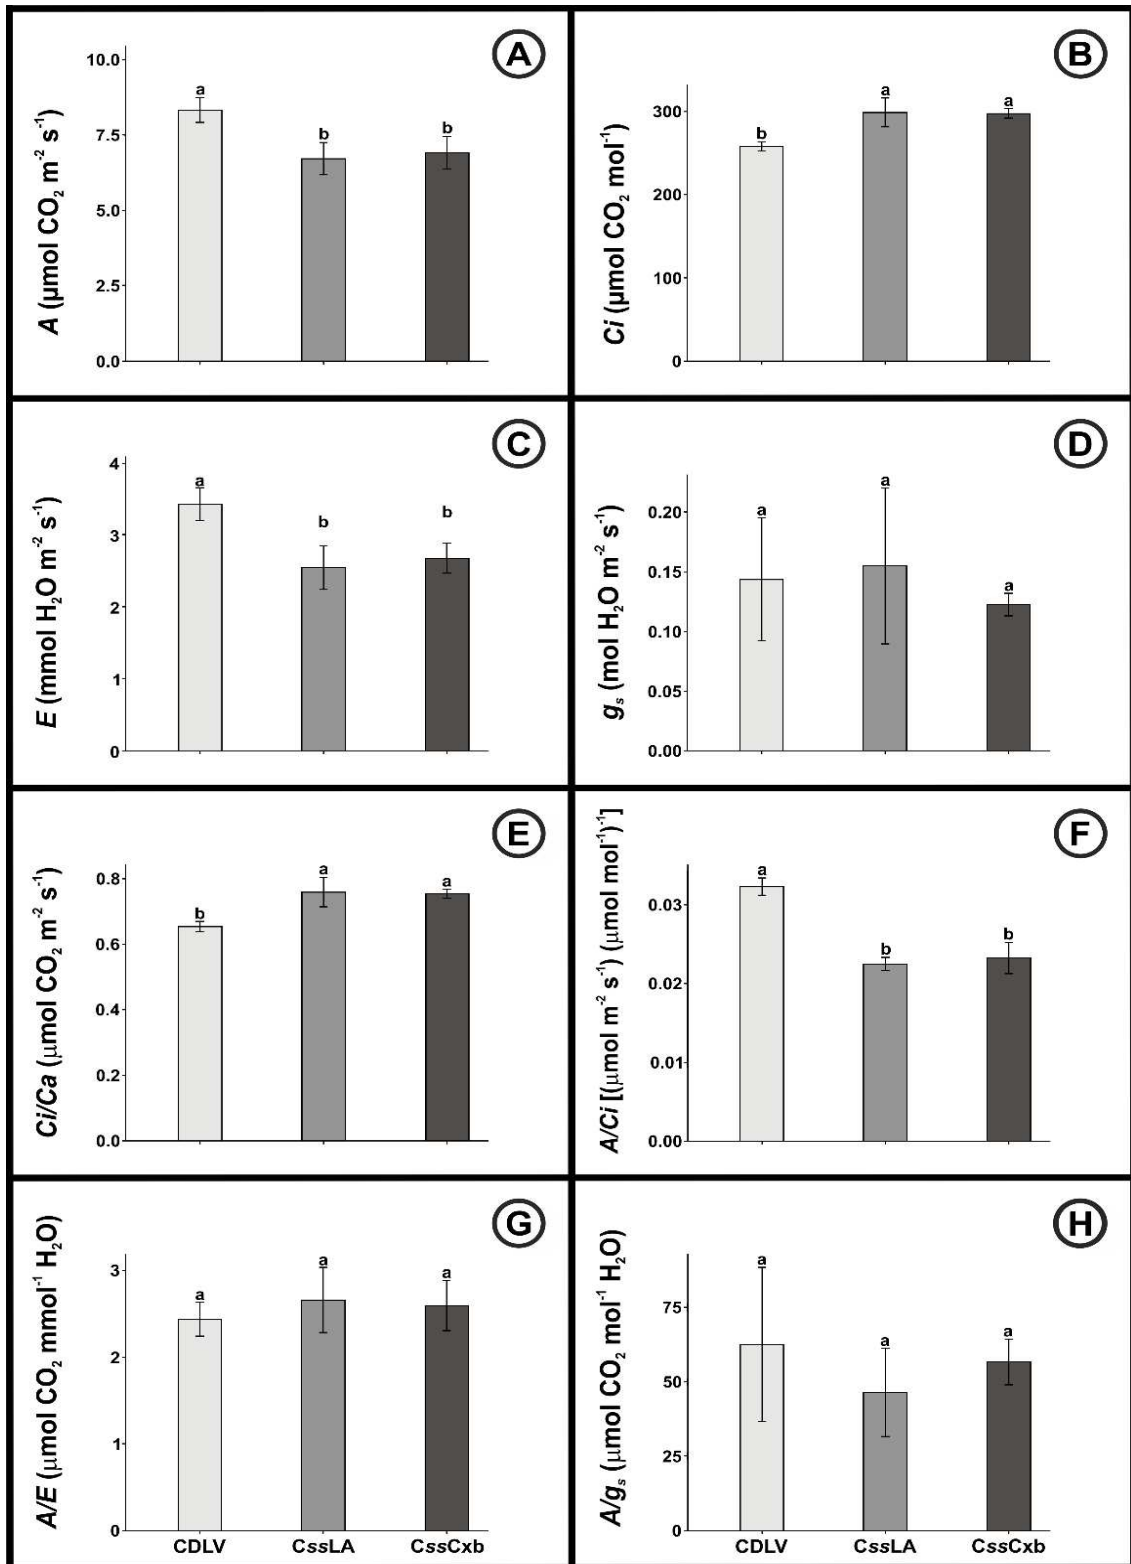 A
A (μmol CO₂ m⁻² s⁻¹)
10.0
7.5
5.0
2.5
0.0
a
b
b
B
Ci (μmol CO₂ mol⁻¹)
300
200
100
0
b
a
a
C
E (mmol H₂O m⁻² s⁻¹)
4
3
2
1
0
a
b
b
D
gₛ (mol H₂O m⁻² s⁻¹)
0.20
0.15
0.10
0.05
0.00
a
a
a
E
Ci/Ca (μmol CO₂ m⁻² s⁻¹)
0.8
0.6
0.4
0.2
0.0
b
a
a
F
A/Ci [(μmol m⁻² s⁻¹) (μmol mol⁻¹)⁻¹]
0.03
0.02
0.01
0.00
a
b
b
G
A/E (μmol CO₂ mmol⁻¹ H₂O)
3
2
1
0
a
a
a
CDLV CssLA CssCxb
H
A/gₛ (μmol CO₂ mol⁻¹ H₂O)
75
50
25
0
a
a
a
CDLV CssLA CssCxb